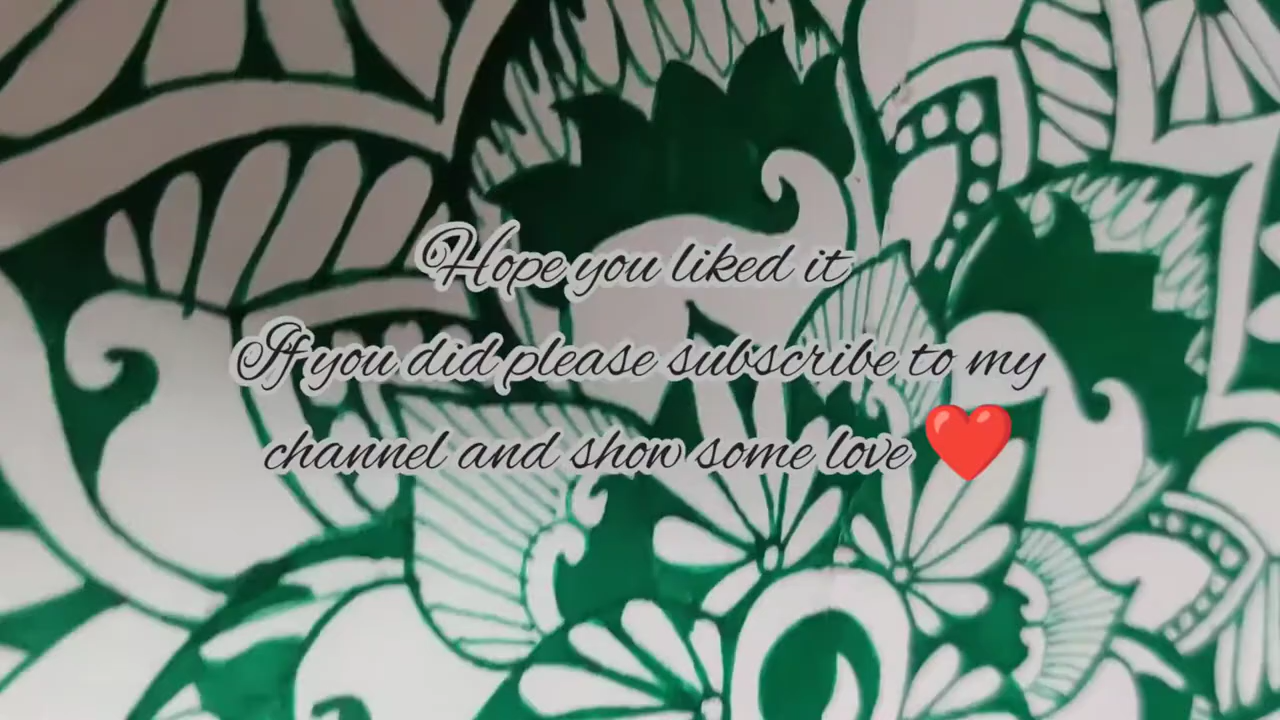 Hope you liked it
If you did please subscribe to my
channel and show some love ❤️